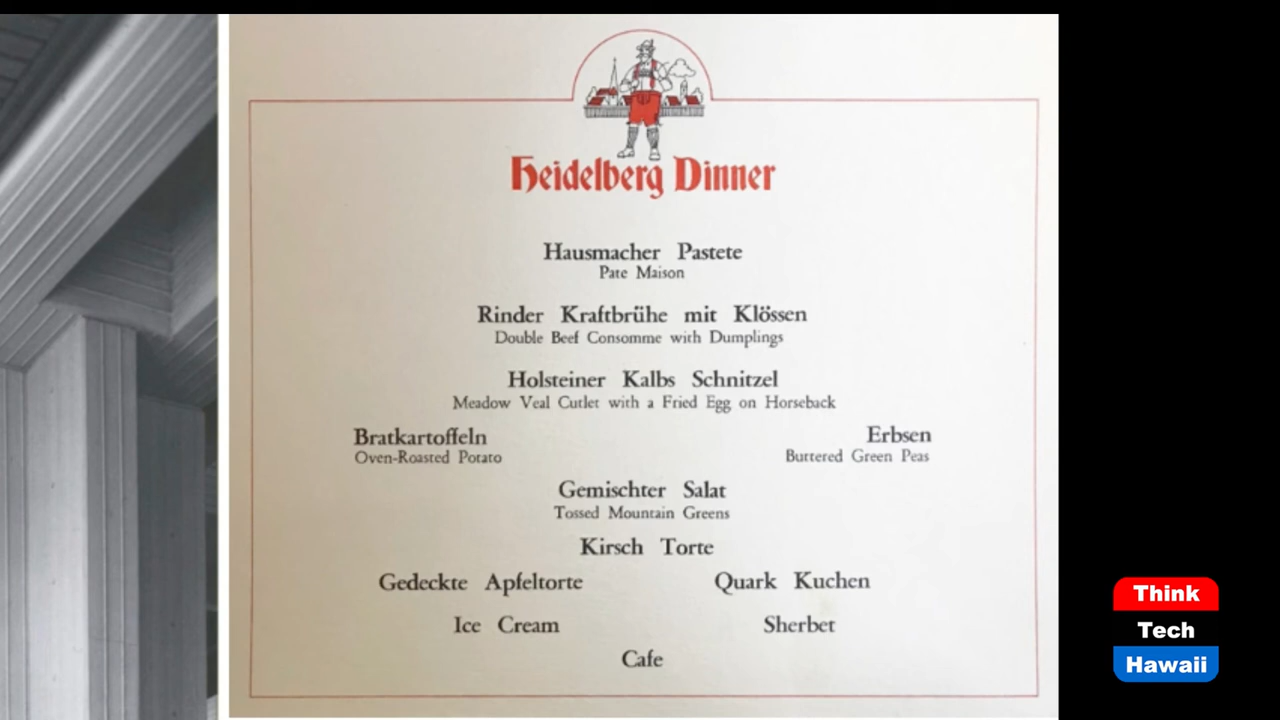 Heidelberg Dinner
Hausmacher Pastete
Pate Maison
Rinder Kraftbrühe mit Klössen
Double Beef Consomme with Dumplings
Holsteiner Kalbs Schnitzel
Meadow Veal Cutlet with a Fried Egg on Horseback
Bratkartoffeln
Oven-Roasted Potato
Erbsen
Buttered Green Peas
Gemischter Salat
Tossed Mountain Greens
Kirsch Torte
Gedeckte Apfeltorte
Quark Kuchen
Ice Cream
Sherbet
Cafe
Think
Tech
Hawaii